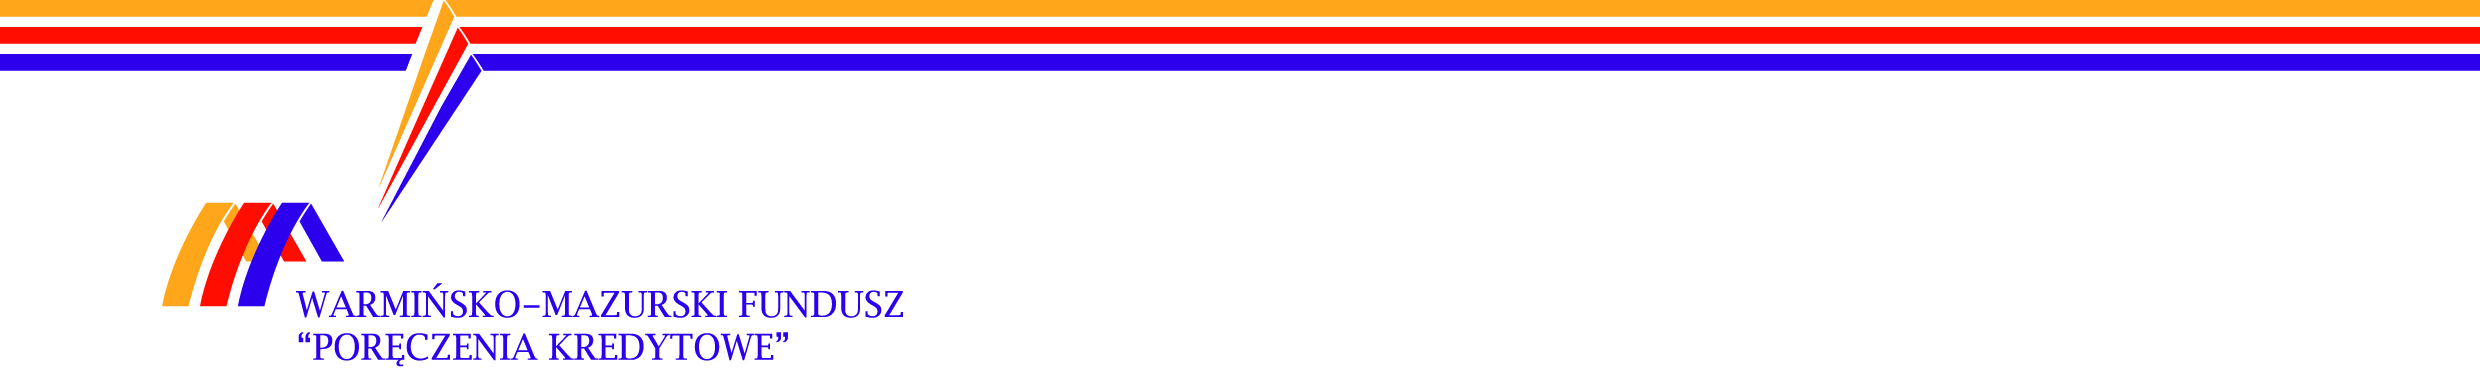 WARMIŃSKO–MAZURSKI FUNDUSZ
“PORĘCZENIA KREDYTOWE”